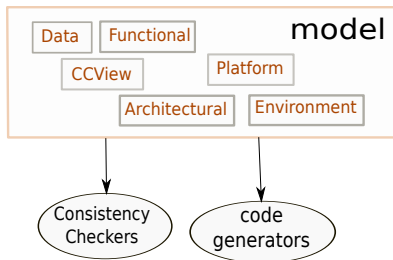 model
Data
Functional
CCView
Platform
Architectural
Environment
Consistency
Checkers
code
generators